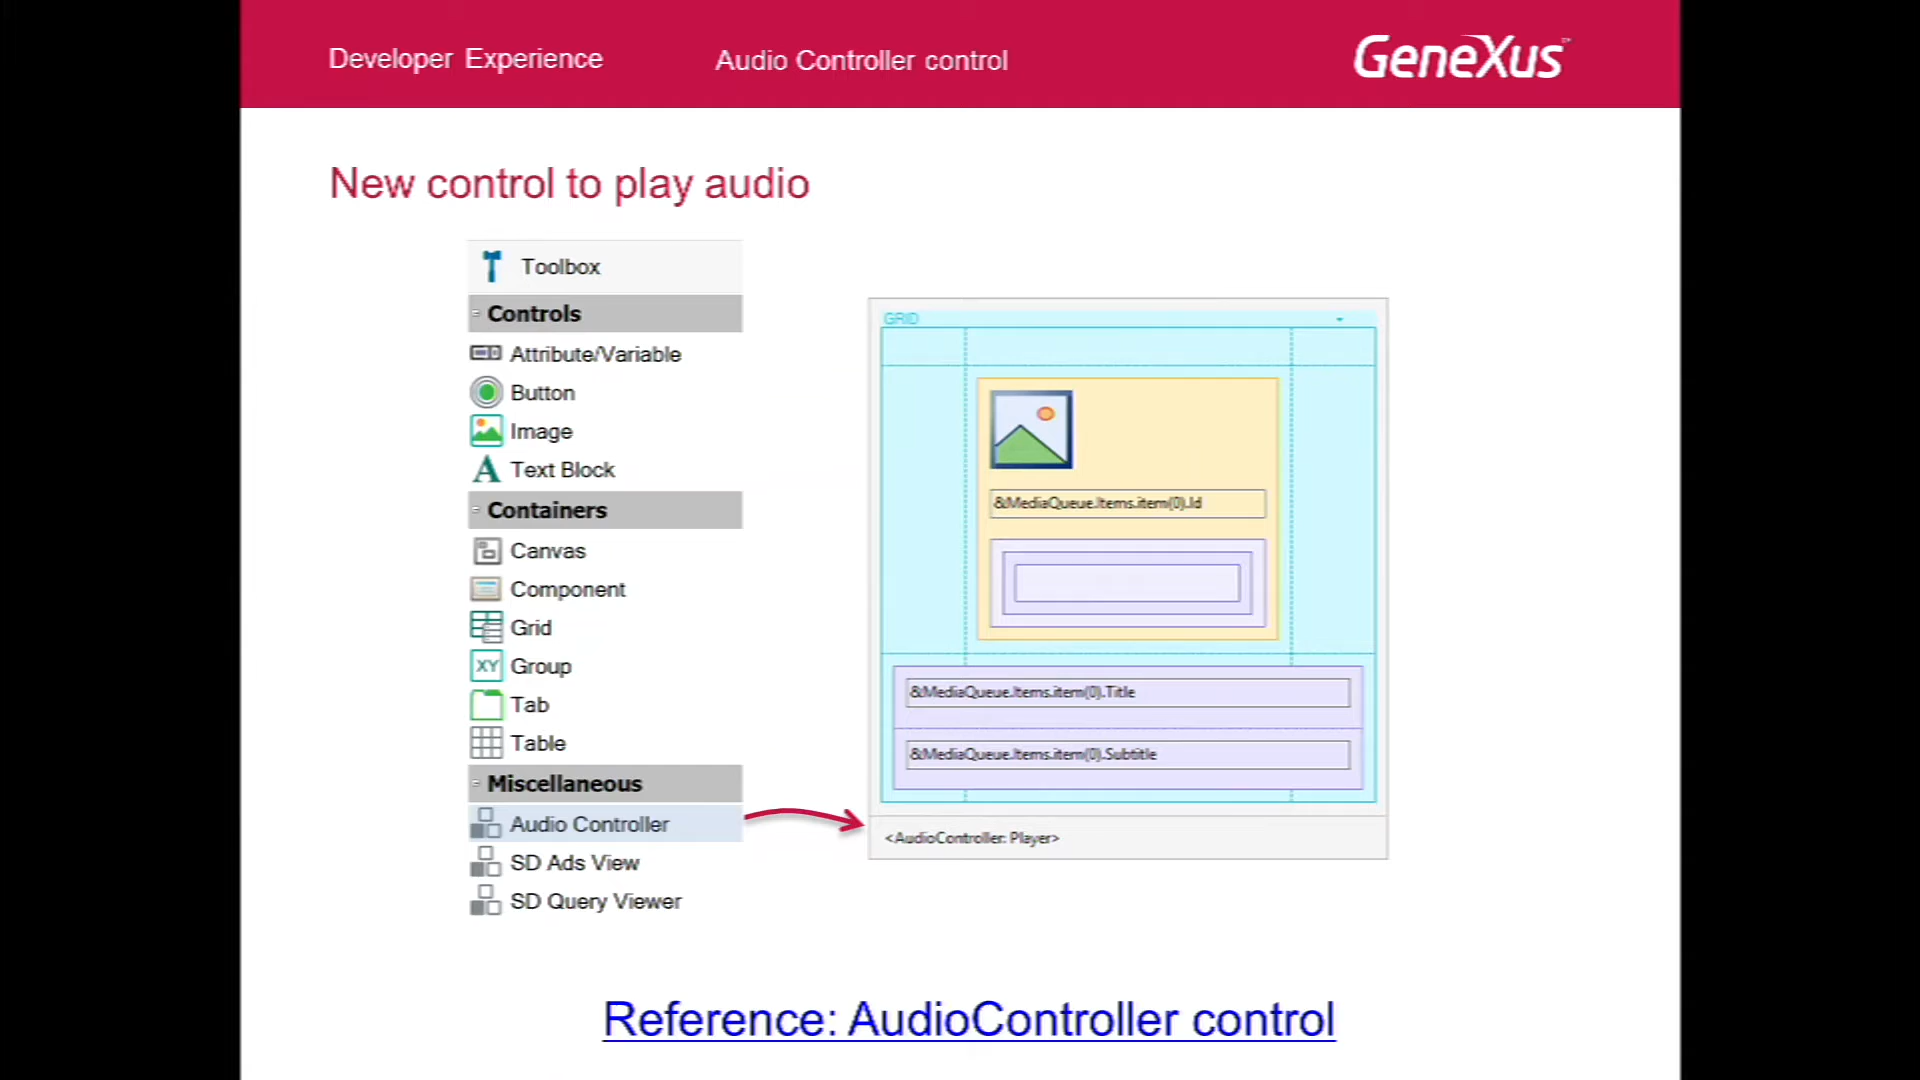 Developer Experience
Audio Controller control
GeneXus™
New control to play audio
Toolbox
Controls
Attribute/Variable
Button
Image
Text Block
Containers
Canvas
Component
Grid
XY Group
Tab
Table
Miscellaneous
Audio Controller
SD Ads View
SD Query Viewer
GRID
&MediaQueue.Items.item(0).Id
&MediaQueue.Items.item(0).Title
&MediaQueue.Items.item(0).Subtitle
<AudioController: Player>
Reference: AudioController control